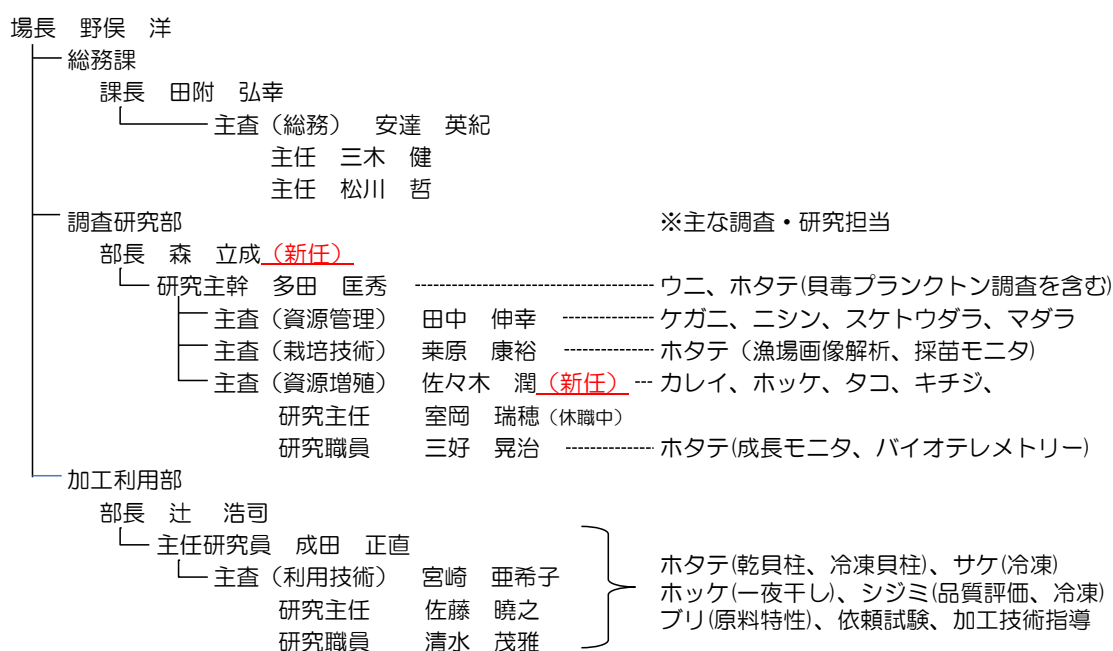 場長　野俣　洋
総務課
課長　田附　弘幸
主査（総務）　安達　英紀
主任　三木　健
主任　松川　哲
調査研究部　※主な調査・研究担当
部長　森　立成（新任）
研究主幹　多田　匡秀　ウニ、ホタテ(貝毒プランクトン調査を含む)
主査（資源管理）　田中　伸幸　ケガニ、ニシン、スケトウダラ、マダラ
主査（栽培技術）　桒原　康裕　ホタテ（漁場画像解析、採苗モニタ)
主査（資源増殖）　佐々木　潤（新任）　カレイ、ホッケ、タコ、キチジ、
研究主任　室岡　瑞穂（休職中）
研究職員　三好　晃治　ホタテ(成長モニタ、バイオテレメトリー)
加工利用部
部長　辻　浩司
主任研究員　成田　正直
主査（利用技術）　宮崎　亜希子
研究主任　佐藤　暁之
研究職員　清水　茂雅
ホタテ(乾貝柱、冷凍貝柱)、サケ(冷凍)
ホッケ(一夜干し)、シジミ(品質評価、冷凍)
ブリ(原料特性)、依頼試験、加工技術指導